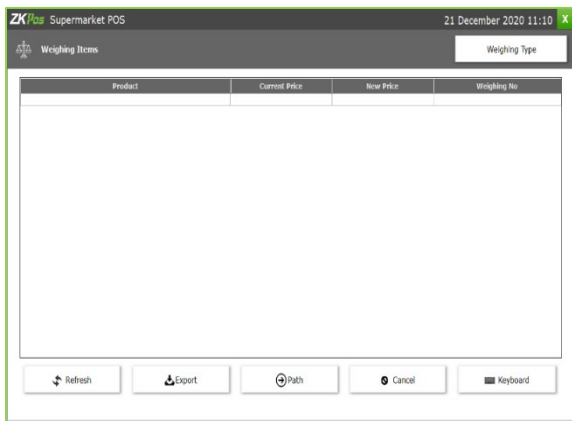 ZKPos Supermarket POS 21 December 2020 11:10 X
Weighing Items Weighing Type
Product Current Price New Price Weighing No
Refresh Export Path Cancel Keyboard